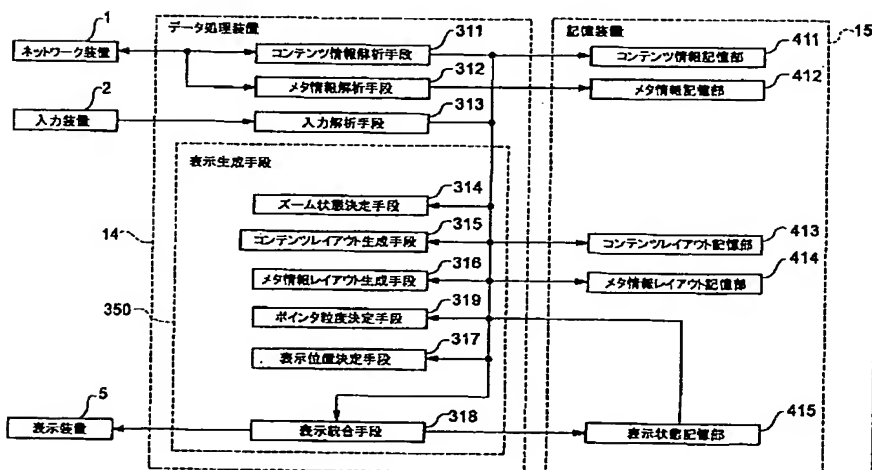 データ処理装置
記憶装置
15
1
ネットワーク装置
311
コンテンツ情報解析手段
411
コンテンツ情報記憶部
312
メタ情報解析手段
412
メタ情報記憶部
2
入力装置
313
入力解析手段
表示生成手段
314
ズーム状態決定手段
14
315
コンテンツレイアウト生成手段
413
コンテンツレイアウト記憶部
316
メタ情報レイアウト生成手段
414
メタ情報レイアウト記憶部
350
319
ポインタ粒度決定手段
317
表示位置決定手段
5
表示装置
318
表示統合手段
415
表示状態記憶部